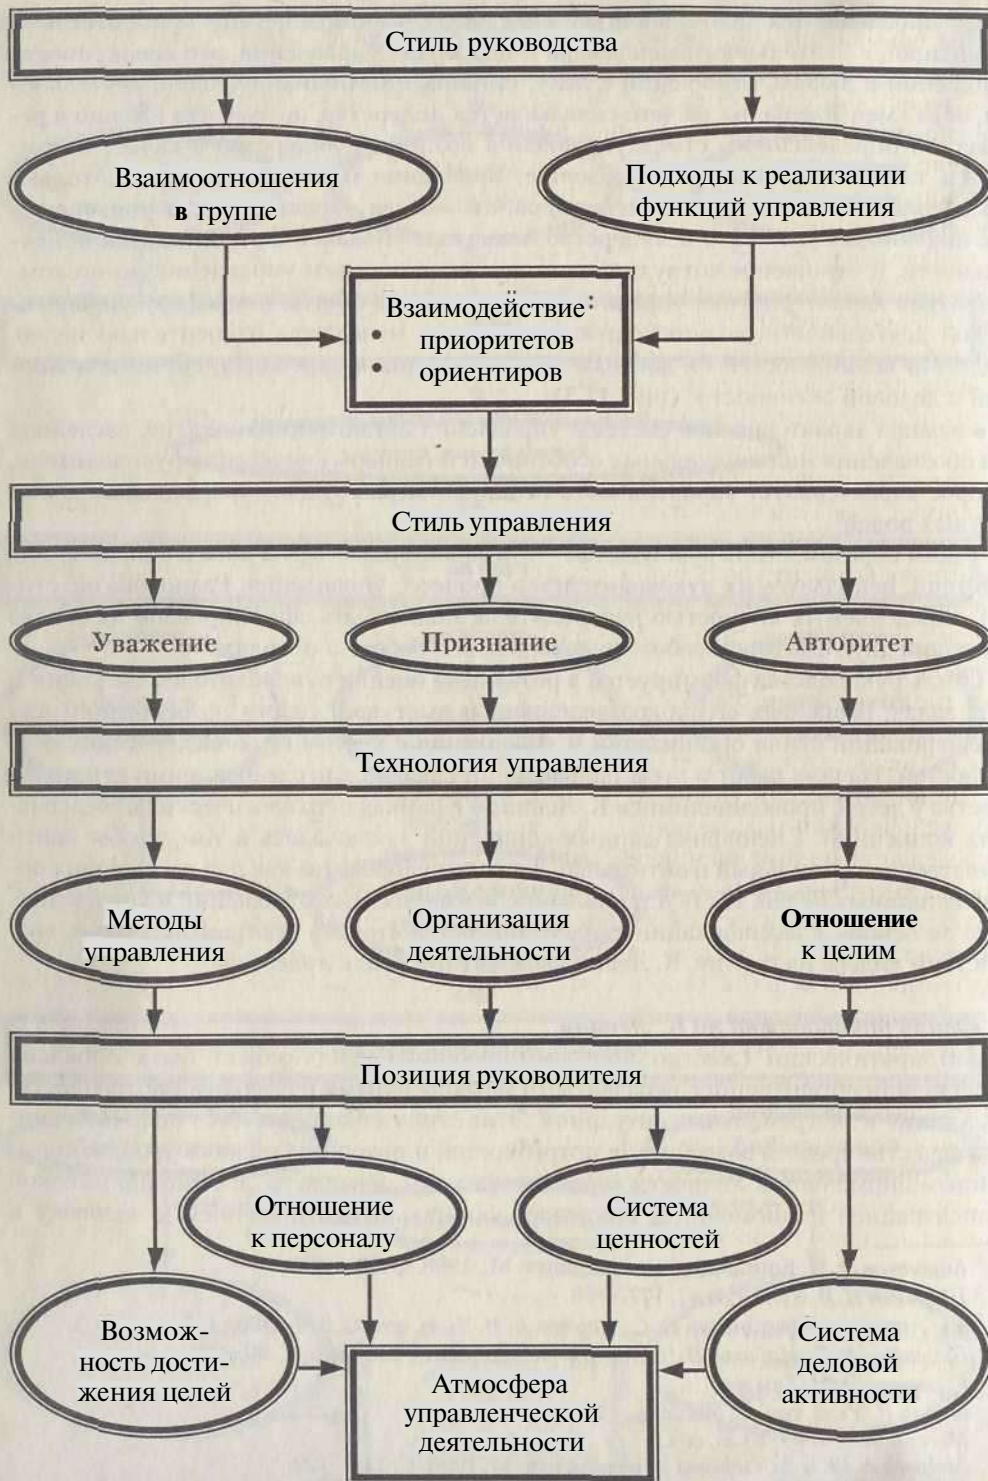 Стиль руководства
Взаимоотношения
в группе
Подходы к реализации
функций управления
Взаимодействие:
• приоритетов
• ориентиров
Стиль управления
Уважение
Признание
Авторитет
Технология управления
Методы
управления
Организация
деятельности
Отношение
к целим
Позиция руководителя
Отношение
к персоналу
Система
ценностей
Возмож-
ность дости-
жения целей
Атмосфера
управленческой
деятельности
Система
деловой
активности